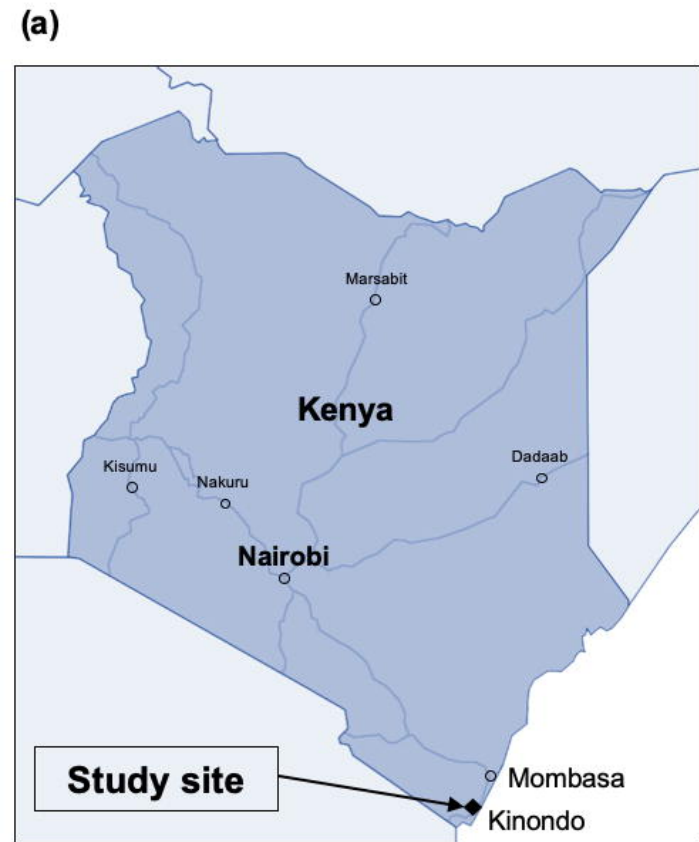 (a)
Marsabit
Kenya
Dadaab
Kisumu
Nakuru
Nairobi
Study site
Mombasa
Kinondo